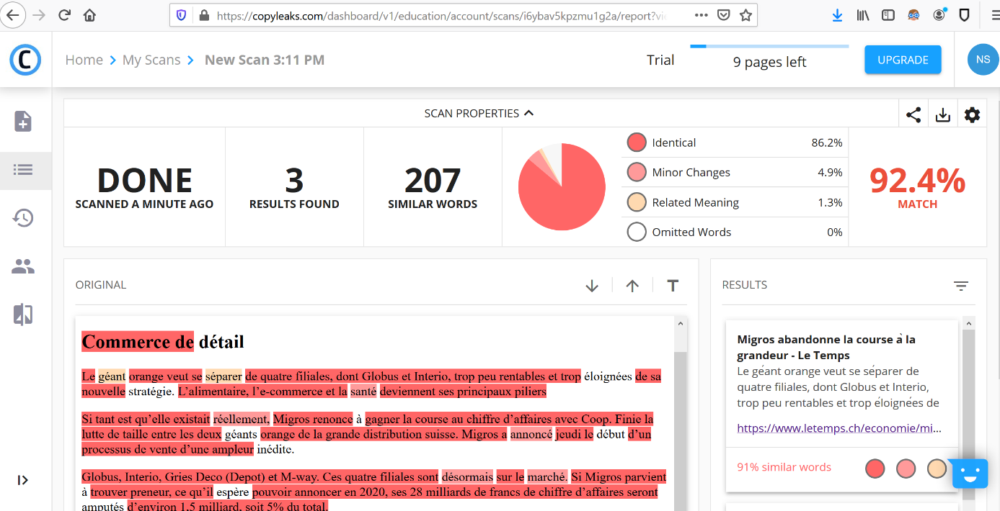 https://copyleaks.com/dashboard/v1/education/account/scans/i6ybav5kpzmu1g2a/report?vie
C
Home > My Scans > New Scan 3:11 PM
Trial
9 pages left
UPGRADE
NS
SCAN PROPERTIES
DONE
SCANNED A MINUTE AGO
3
RESULTS FOUND
207
SIMILAR WORDS
Identical 86.2%
Minor Changes 4.9%
Related Meaning 1.3%
Omitted Words 0%
92.4%
MATCH
ORIGINAL
T
Commerce de détail
Le géant orange veut se séparer de quatre filiales, dont Globus et Interio, trop peu rentables et trop éloignées de sa
nouvelle stratégie. L’alimentaire, l’e-commerce et la santé deviennent ses principaux piliers
Si tant est qu’elle existait réellement, Migros renonce à gagner la course au chiffre d’affaires avec Coop. Finie la
lutte de taille entre les deux géants orange de la grande distribution suisse. Migros a annoncé jeudi le début d’un
processus de vente d’une ampleur inédite.
Globus, Interio, Gries Deco (Depot) et M-way. Ces quatre filiales sont désormais sur le marché. Si Migros parvient
à trouver preneur, ce qu’il espère pouvoir annoncer en 2020, ses 28 milliards de francs de chiffre d’affaires seront
amputés d’environ 1,5 milliard, soit 5% du total.
RESULTS
Migros abandonne la course à la
grandeur - Le Temps
Le géant orange veut se séparer de
quatre filiales, dont Globus et Interio,
trop peu rentables et trop éloignées de
https://www.letemps.ch/economie/mi...
91% similar words